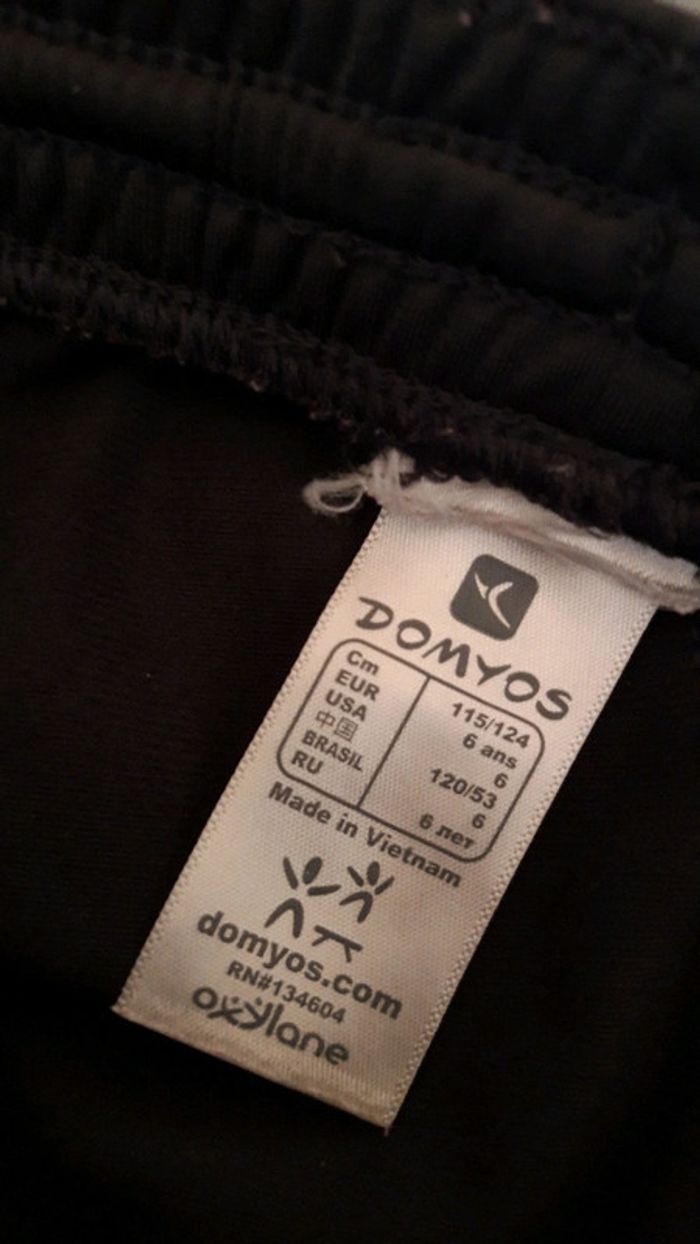 DOMYOS
Cm 115/124
EUR 6 ans
USA 6
中国 120/53
BRASIL 6
RU 6 лет
Made in Vietnam
domyos.com
RN#134604
oxylane